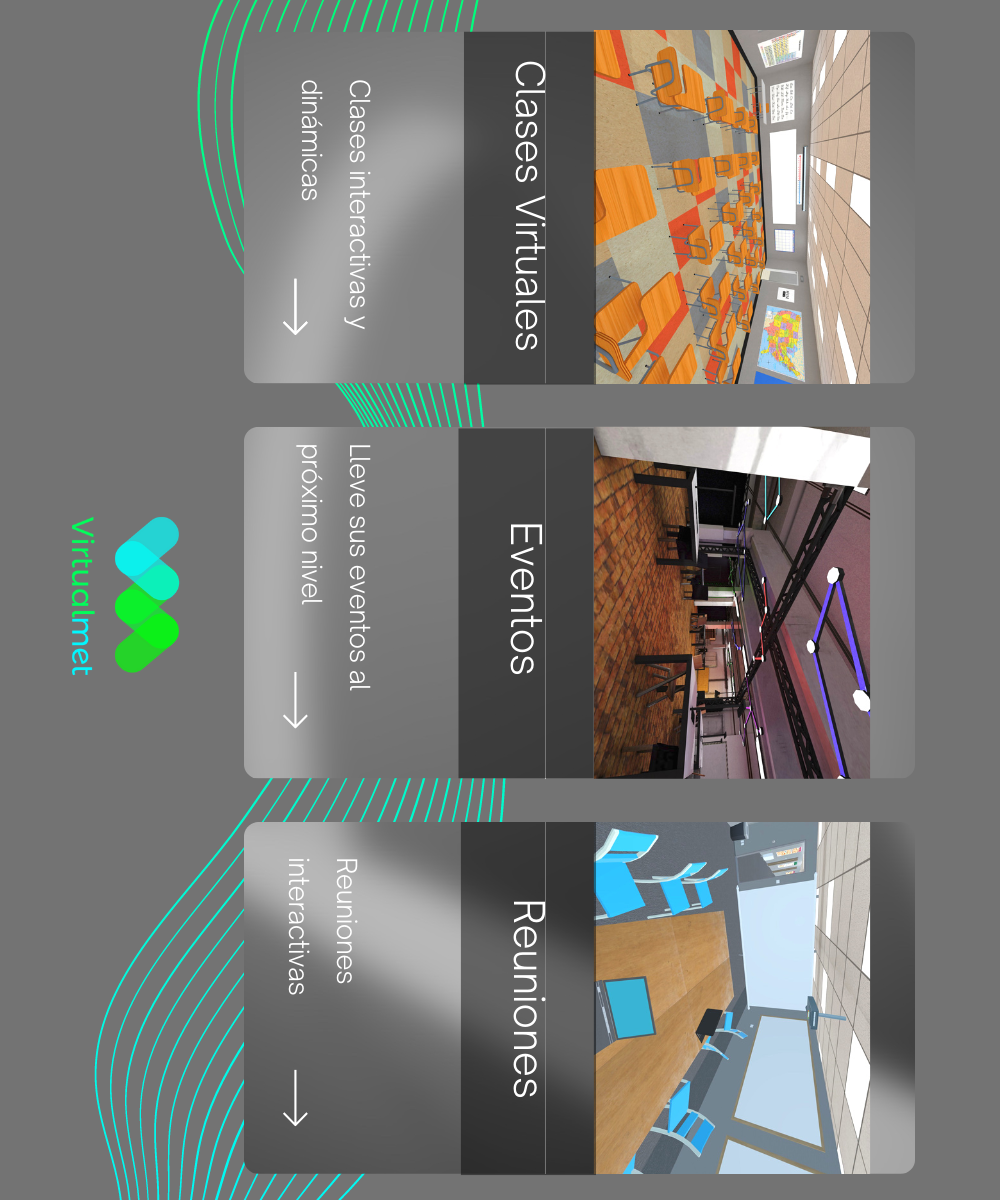 Clases Virtuales
Clases interactivas y
dinámicas
Eventos
Lleve sus eventos al
próximo nivel
Reuniones
Reuniones
interactivas
Virtualmet